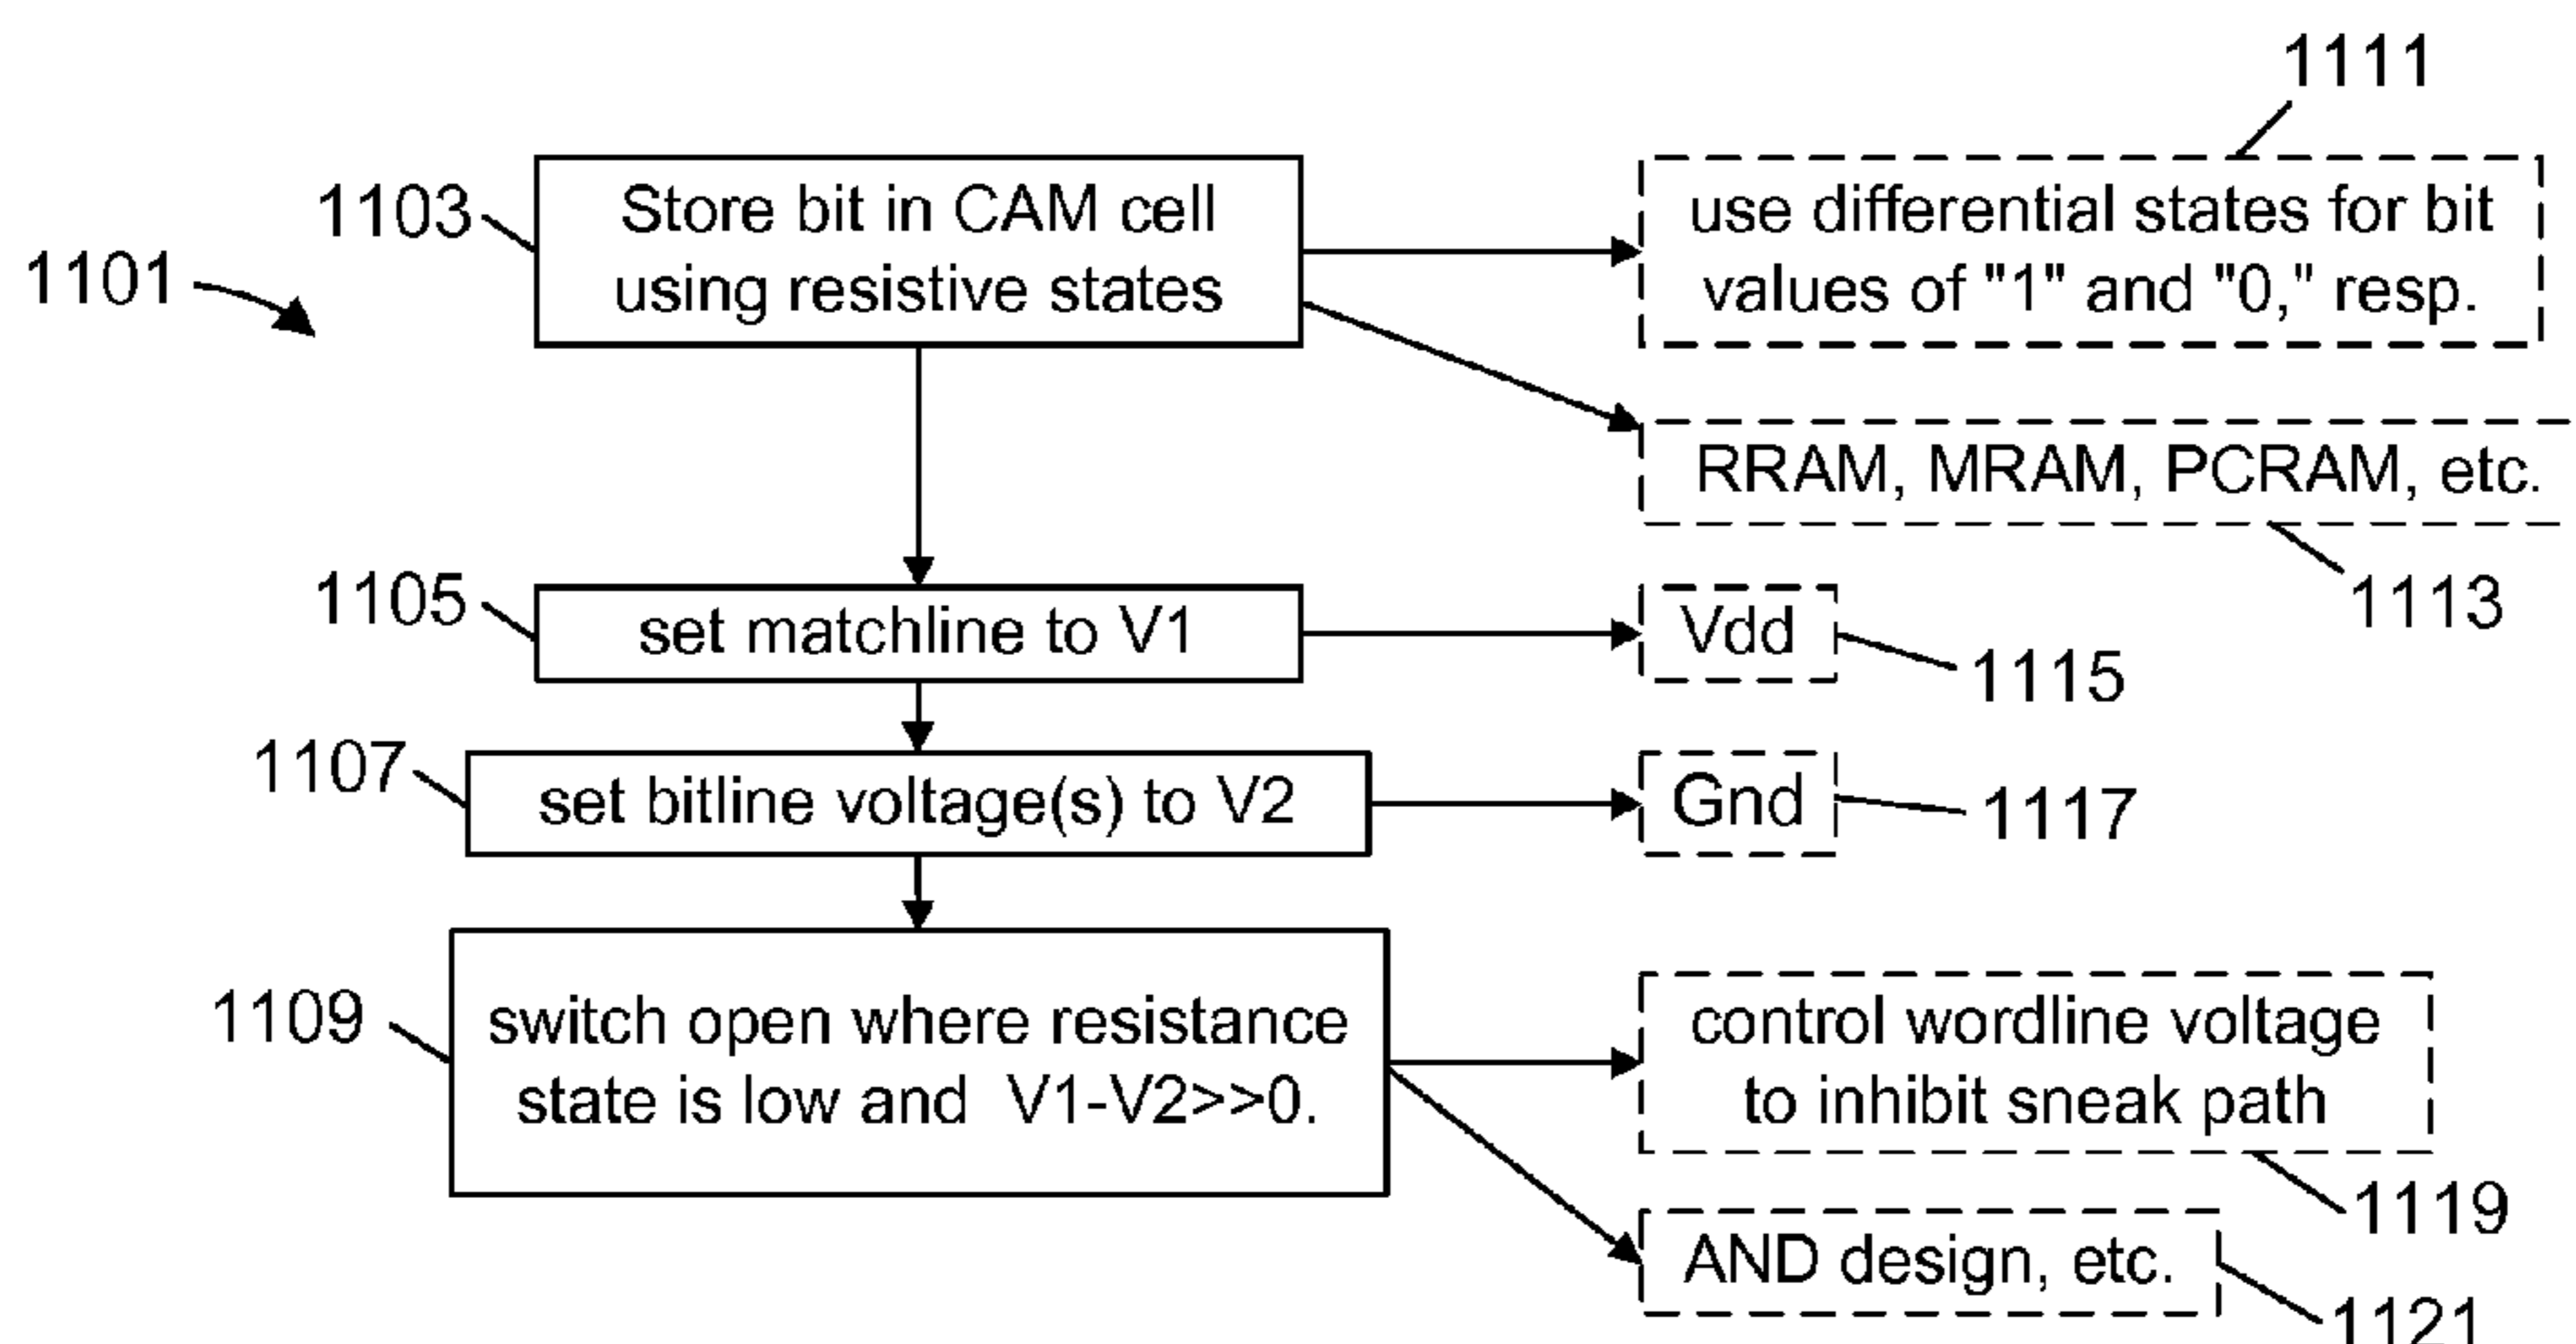 1111
1103
Store bit in CAM cell
using resistive states
use differential states for bit
values of "1" and "0," resp.
1101
RRAM, MRAM, PCRAM, etc.
1113
1105
set matchline to V1
Vdd
1115
1107
set bitline voltage(s) to V2
Gnd
1117
1109
switch open where resistance
state is low and V1-V2>>0.
control wordline voltage
to inhibit sneak path
1119
AND design, etc.
1121